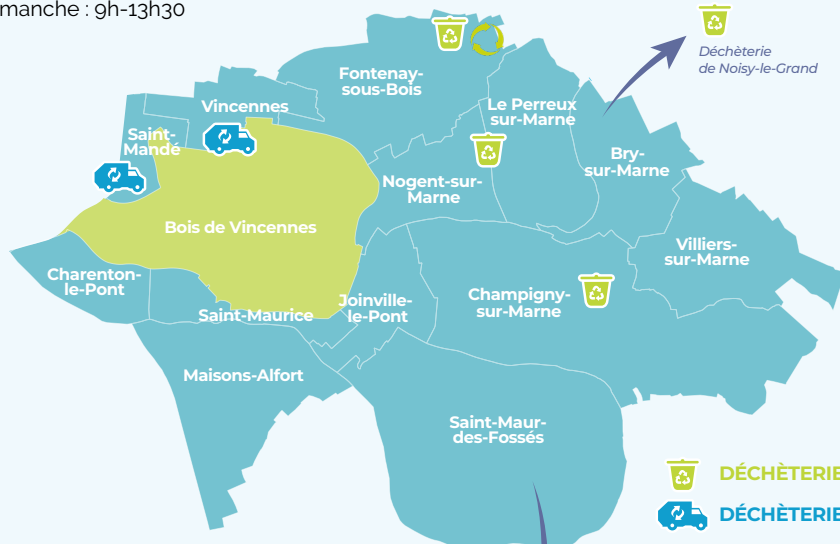 manche : 9h-13h30
Déchèterie
de Noisy-le-Grand
Fontenay-
sous-Bois
Vincennes
Le Perreux
sur-Marne
Saint-
Mandé
Bry-
sur-Marne
Nogent-sur-
Marne
Bois de Vincennes
Villiers-
sur-Marne
Charenton-
le-Pont
Champigny-
sur-Marne
Joinville-
le-Pont
Saint-Maurice
Maisons-Alfort
Saint-Maur-
des-Fossés
DÉCHÈTERIE
DÉCHÈTERIE